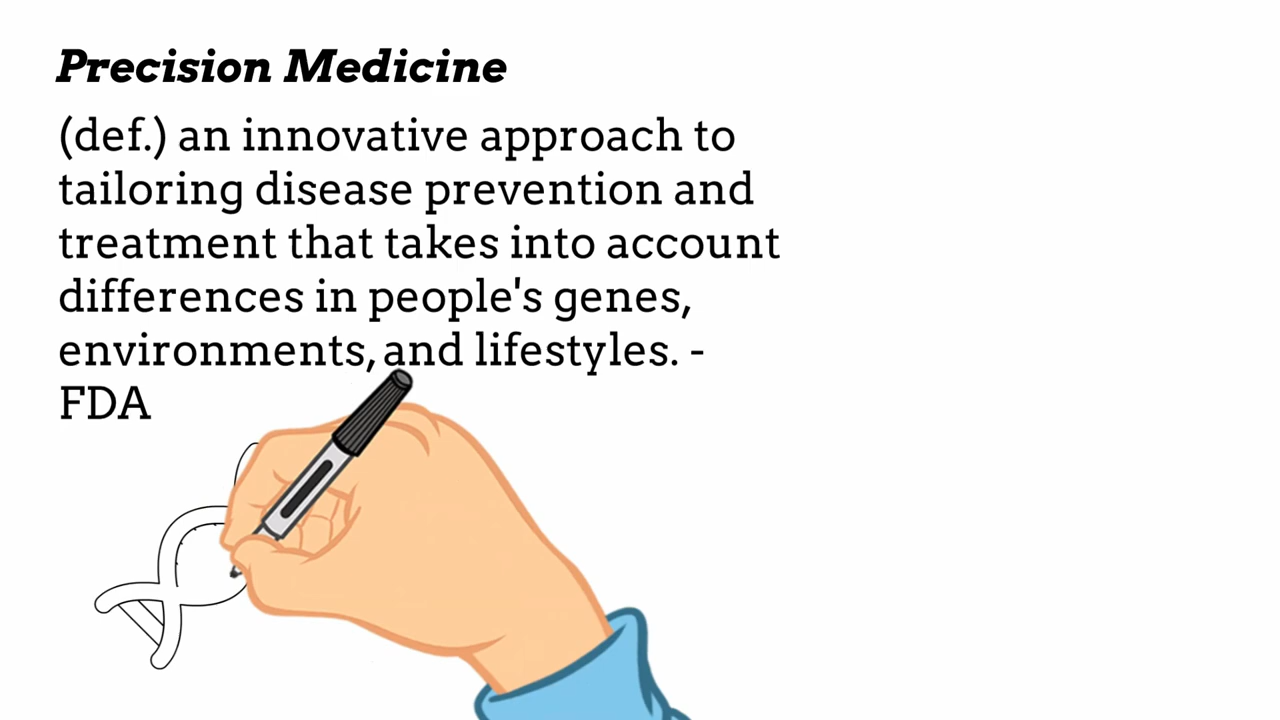 Precision Medicine
(def.) an innovative approach to
tailoring disease prevention and
treatment that takes into account
differences in people's genes,
environments, and lifestyles. -
FDA